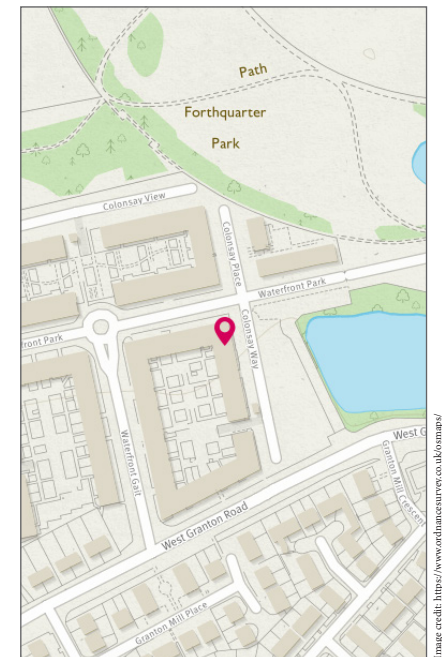 Path
Forthquarter
Park
Colonsay View
Colonsay Place
Waterfront Park
front Park
Colonsay Way
Waterfront Gait
West G
West Granton Road
Granton Mill Crescent
Granton Mill Place
Image credit: https://www.ordnancesurvey.co.uk/osmaps/